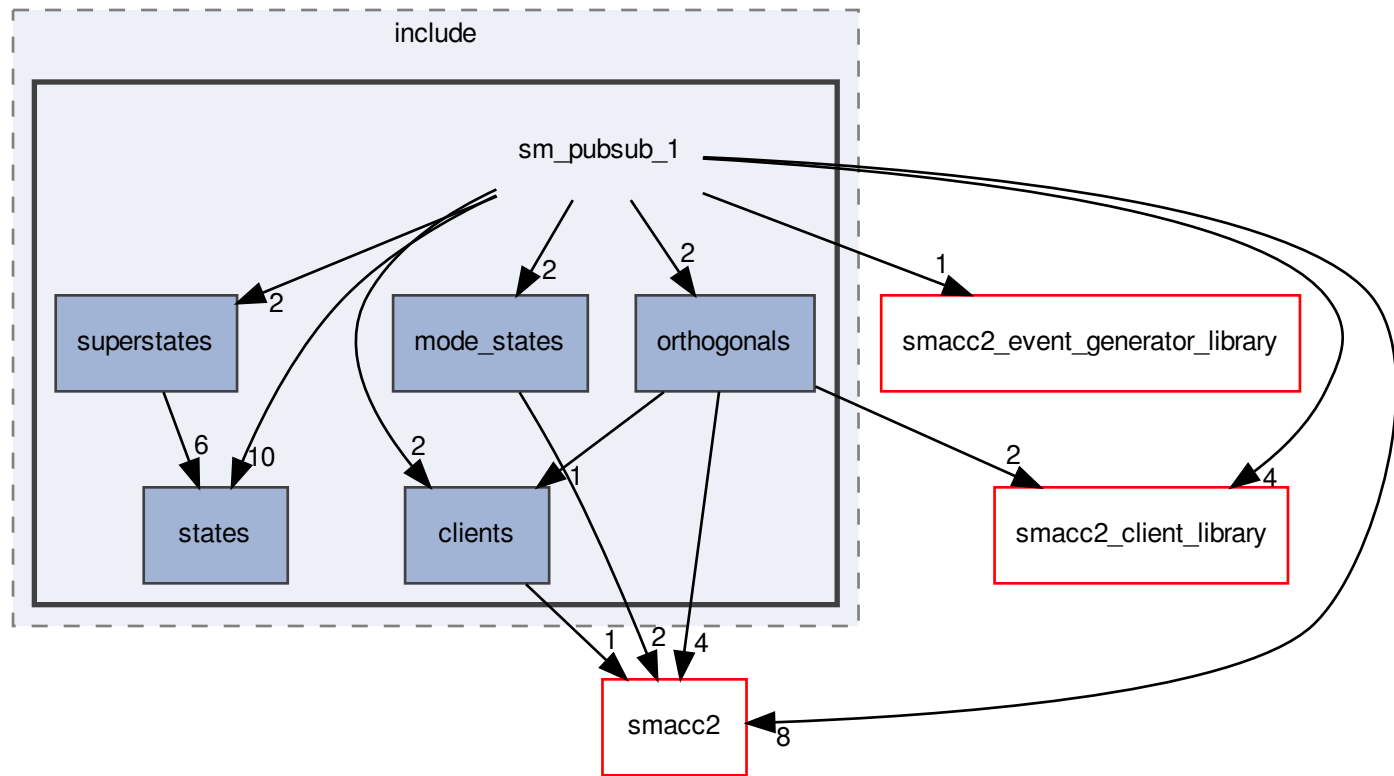 include
sm_pubsub_1
2
2
2
1
superstates
mode_states
orthogonals
smacc2_event_generator_library
6
10
2
1
2
4
states
clients
smacc2_client_library
1
2
4
smacc2
8